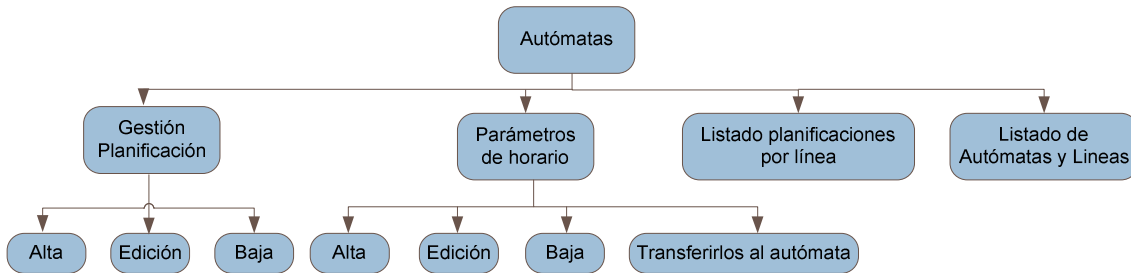 Autómatas
Gestión
Planificación
Parámetros
de horario
Listado planificaciones
por línea
Listado de
Autómatas y Lineas
Alta
Edición
Baja
Alta
Edición
Baja
Transferirlos al autómata